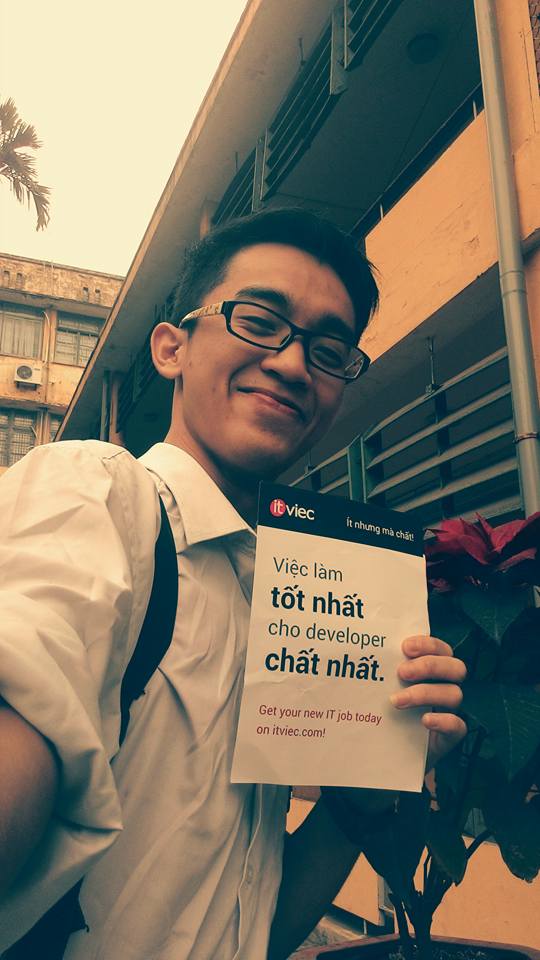 itviec
Ít nhưng mà chất!
Việc làm
tốt nhất
cho developer
chất nhất.
Get your new IT job today
on itviec.com!